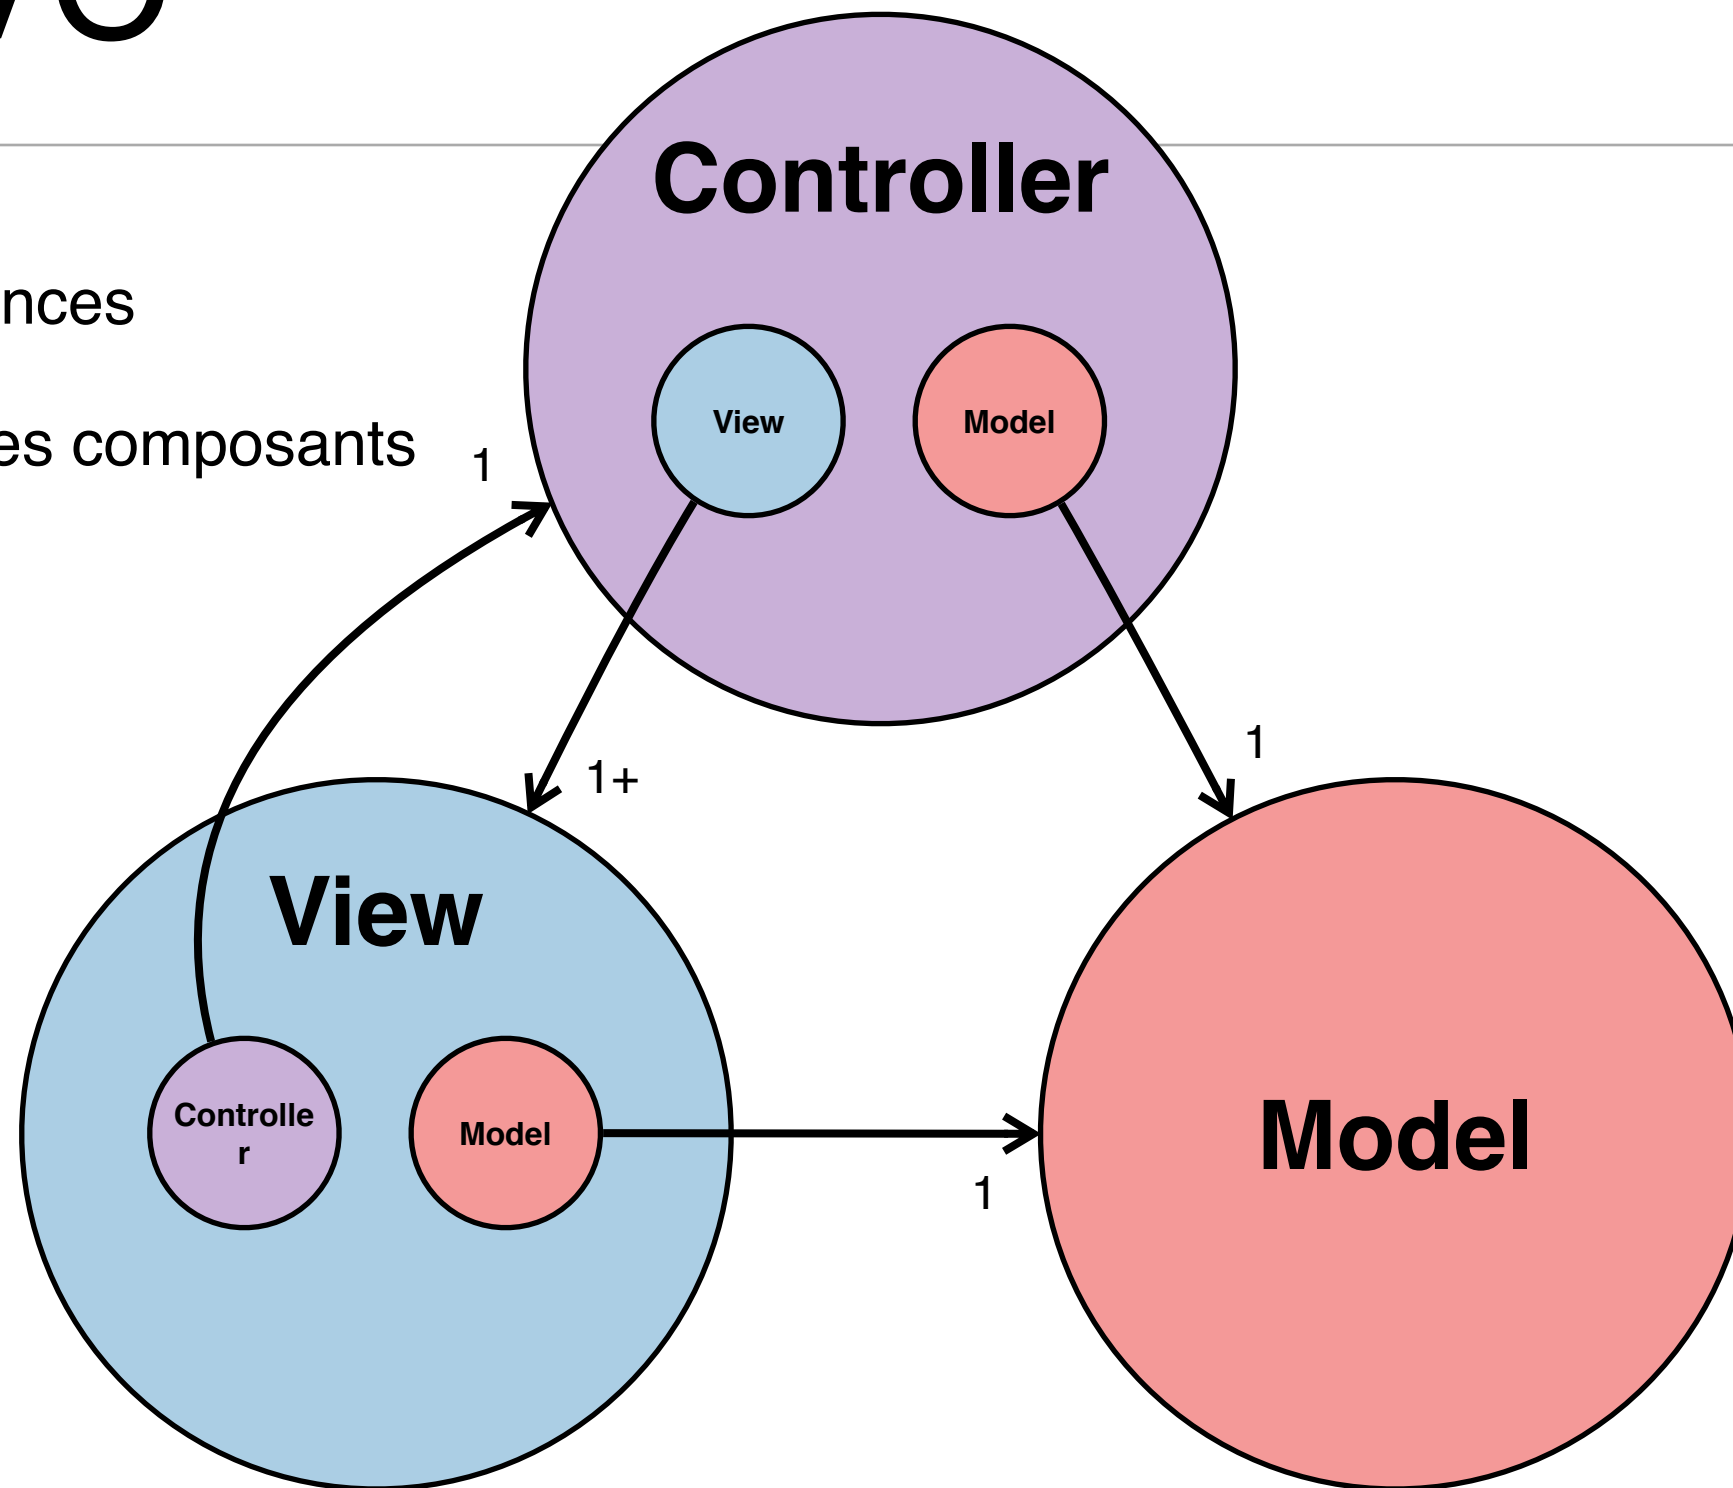 Controller
nces
View
Model
es composants
1
1
1+
View
Controlle
r
Model
1
Model